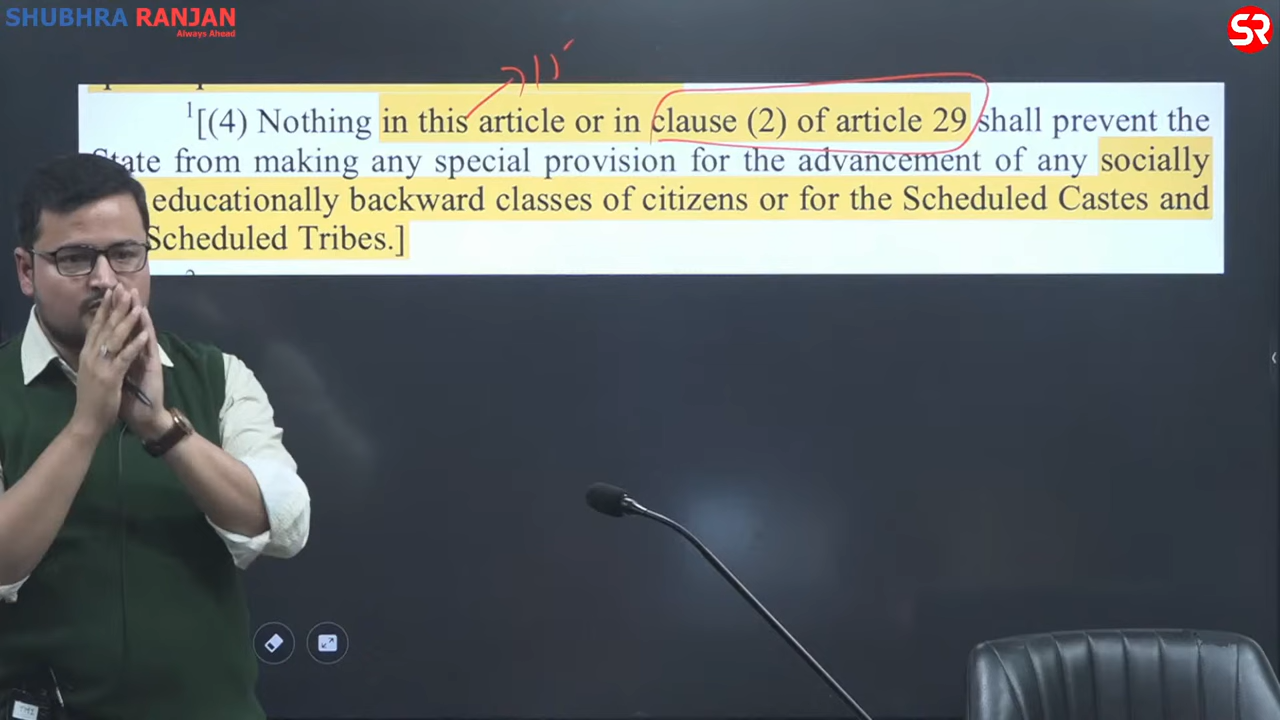 SHUBHRA RANJAN
Always Ahead
SR
¹[(4) Nothing in this article or in clause (2) of article 29 shall prevent the
State from making any special provision for the advancement of any socially
educationally backward classes of citizens or for the Scheduled Castes and
Scheduled Tribes.]